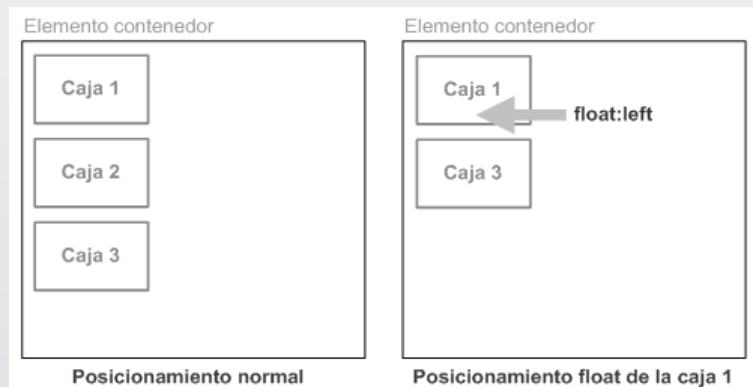 Elemento contenedor
Caja 1
Caja 2
Caja 3
Posicionamiento normal
Elemento contenedor
Caja 1
float:left
Caja 3
Posicionamiento float de la caja 1